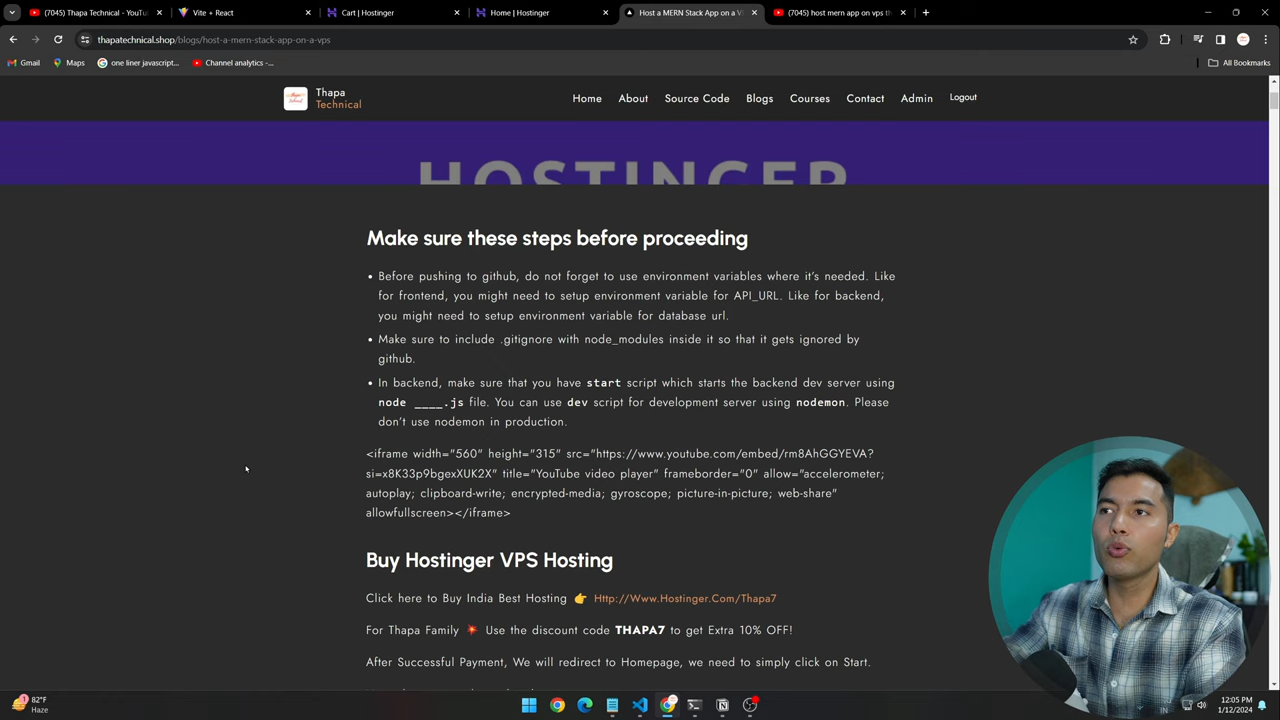 (7045) Thapa Technical - YouTu
Vite + React
Cart | Hostinger
Home | Hostinger
Host a MERN Stack App on a V
(7045) host mern app on vps th
thapatechnical.shop/blogs/host-a-mern-stack-app-on-a-vps
Gmail
Maps
one liner javascript...
Channel analytics -...
All Bookmarks
Thapa
Technical
Home
About
Source Code
Blogs
Courses
Contact
Admin
Logout
HOSTINGER
Make sure these steps before proceeding
• Before pushing to github, do not forget to use environment variables where it's needed. Like
for frontend, you might need to setup environment variable for API_URL. Like for backend,
you might need to setup environment variable for database url.
• Make sure to include .gitignore with node_modules inside it so that it gets ignored by
github.
• In backend, make sure that you have start script which starts the backend dev server using
node ____.js file. You can use dev script for development server using nodemon. Please
don't use nodemon in production.
<iframe width="560" height="315" src="https://www.youtube.com/embed/rm8AhGGYEVA?
si=x8K33p9bgexXUK2X" title="YouTube video player" frameborder="0" allow="accelerometer;
autoplay; clipboard-write; encrypted-media; gyroscope; picture-in-picture; web-share"
allowfullscreen></iframe>
Buy Hostinger VPS Hosting
Click here to Buy India Best Hosting 👉 Http://Www.Hostinger.Com/Thapa7
For Thapa Family 💥 Use the discount code THAPA7 to get Extra 10% OFF!
After Successful Payment, We will redirect to Homepage, we need to simply click on Start.
1
82°F
Haze
IN
12:05 PM
1/12/2024